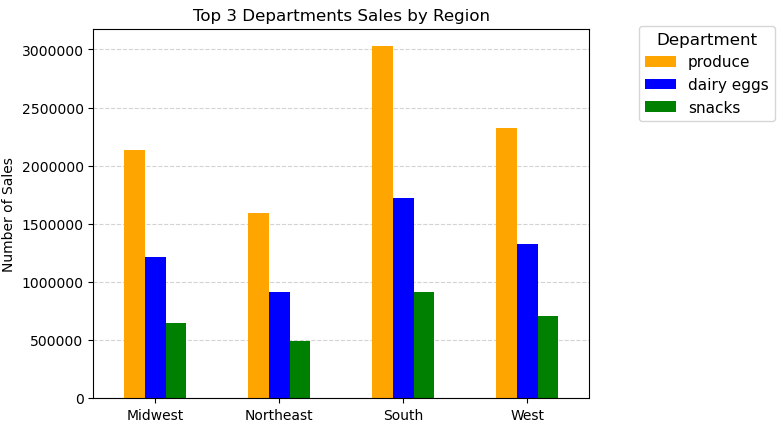 Top 3 Departments Sales by Region
Number of Sales
3000000
2500000
2000000
1500000
1000000
500000
0
Midwest
Northeast
South
West
Department
produce
dairy eggs
snacks